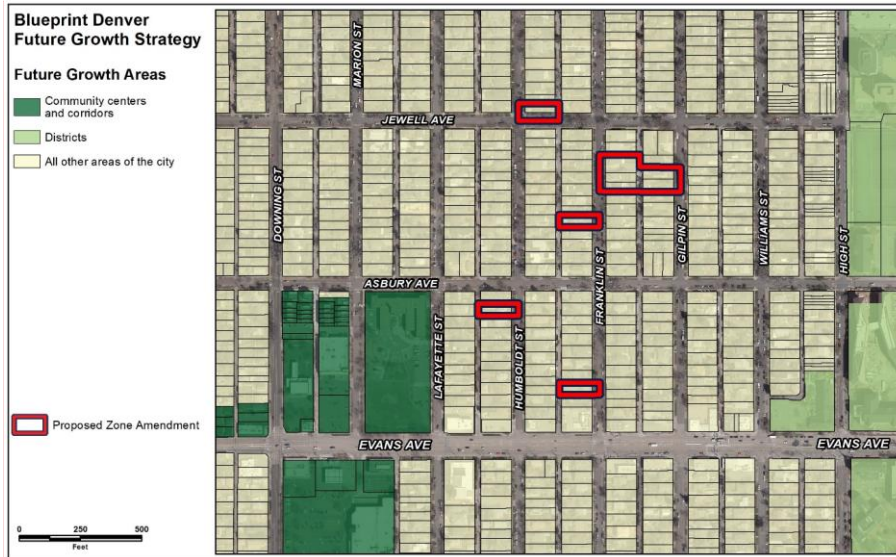 Blueprint Denver
Future Growth Strategy
Future Growth Areas
Community centers
and corridors
Districts
All other areas of the city
Proposed Zone Amendment
0 250 500
Feet
MARION ST
JEWELL AVE
DOWNING ST
GILPIN ST
WILLIAMS ST
HIGH ST
FRANKLIN ST
ASBURY AVE
LAFAYETTE ST
HUMBOLDT ST
EVANS AVE
EVANS AVE